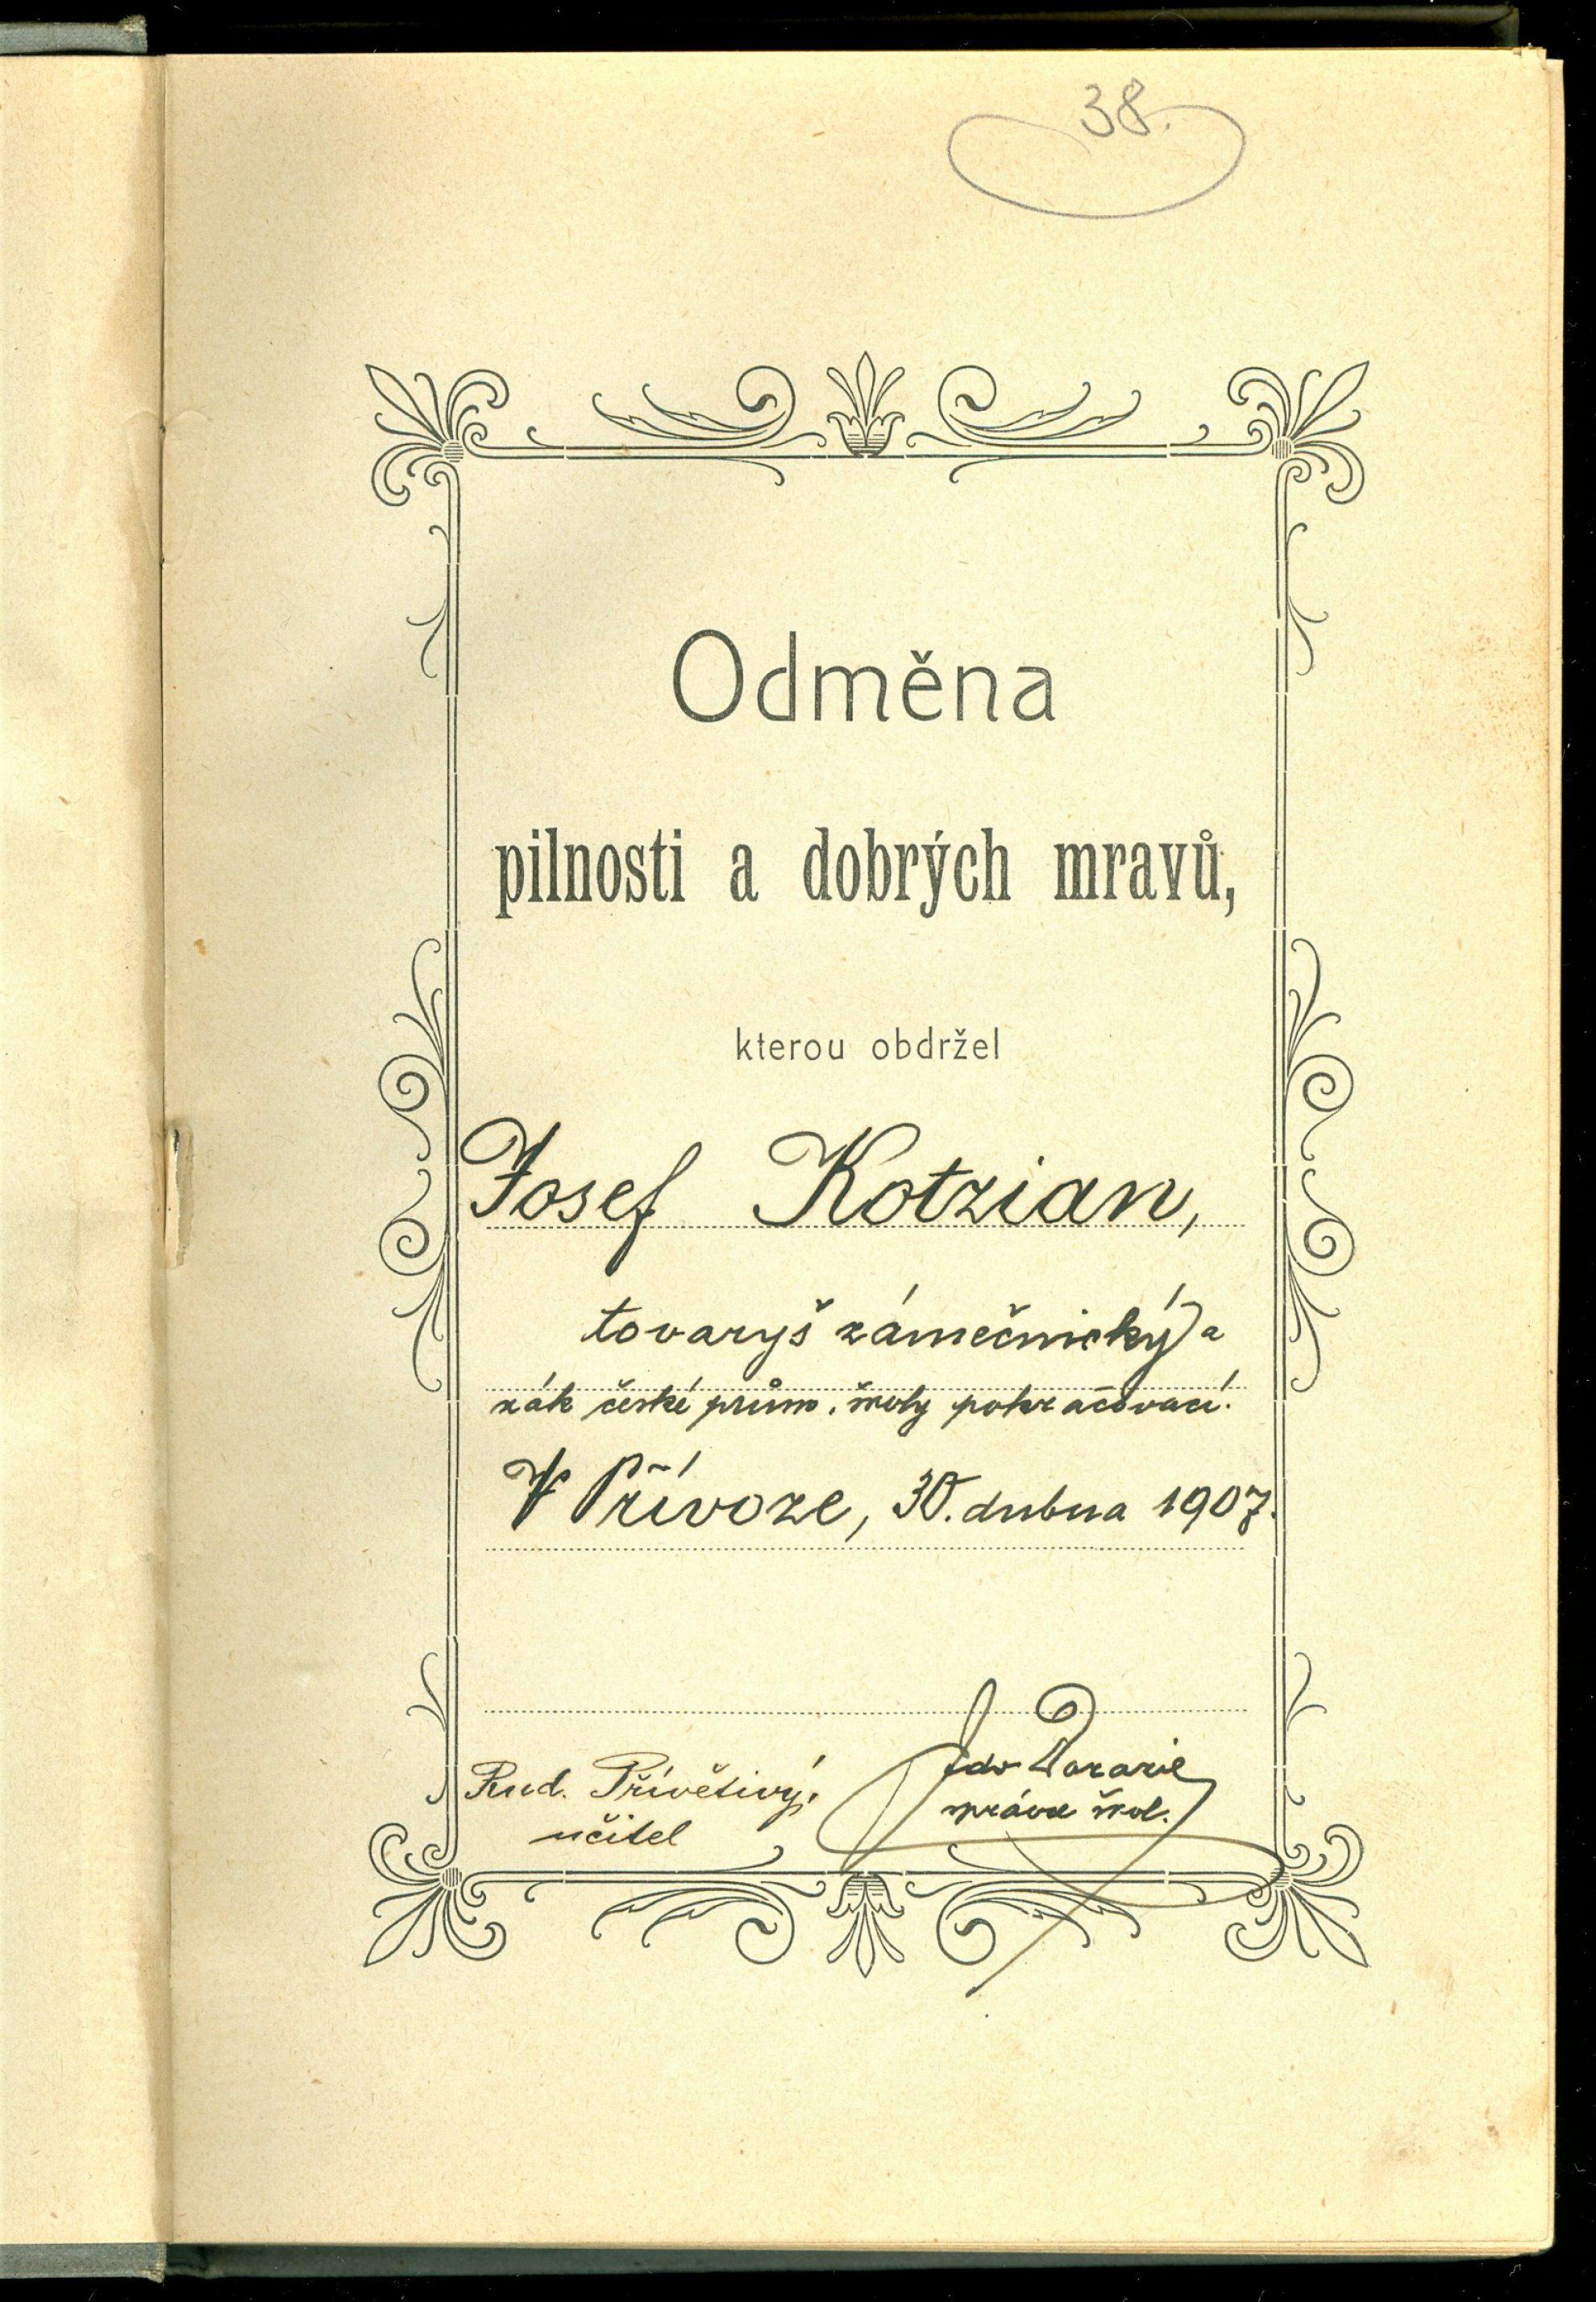 38.
Odměna
pilnosti a dobrých mravů,
kterou obdržel
Josef Kotzian,
tovaryš zámečnický a
žák české prům. školy pokračovací.
V Přívoze, 30. dubna 1907.
Rud. Přívětivý,
učitel
správce škol.